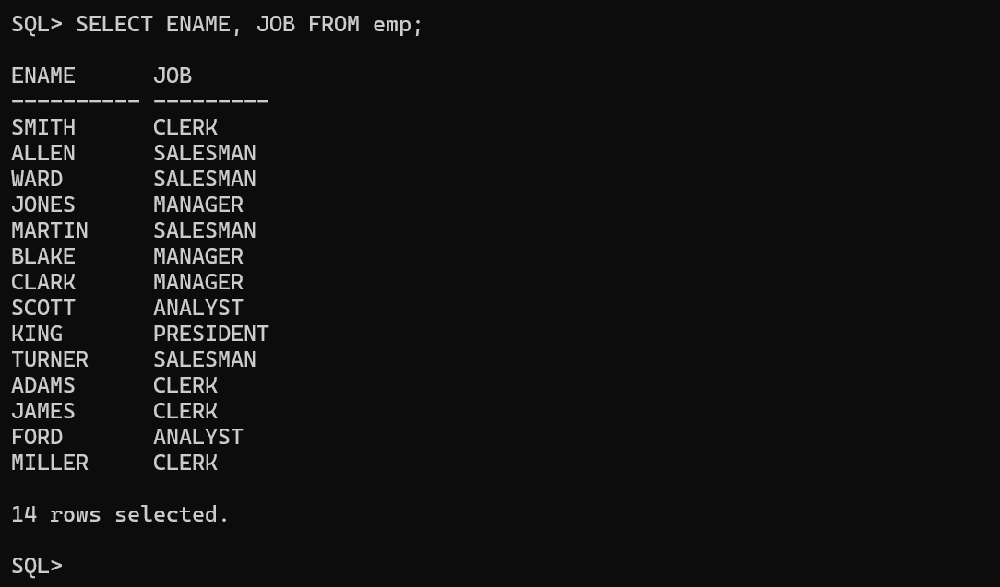 SQL> SELECT ENAME, JOB FROM emp;
ENAME      JOB
---------- ---------
SMITH      CLERK
ALLEN      SALESMAN
WARD       SALESMAN
JONES      MANAGER
MARTIN     SALESMAN
BLAKE      MANAGER
CLARK      MANAGER
SCOTT      ANALYST
KING       PRESIDENT
TURNER     SALESMAN
ADAMS      CLERK
JAMES      CLERK
FORD       ANALYST
MILLER     CLERK
14 rows selected.
SQL>